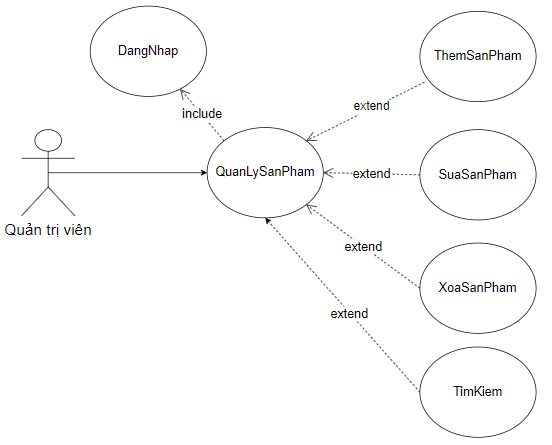 DangNhap
ThemSanPham
extend
include
QuanLySanPham
extend
SuaSanPham
Quản trị viên
extend
XoaSanPham
extend
TimKiem